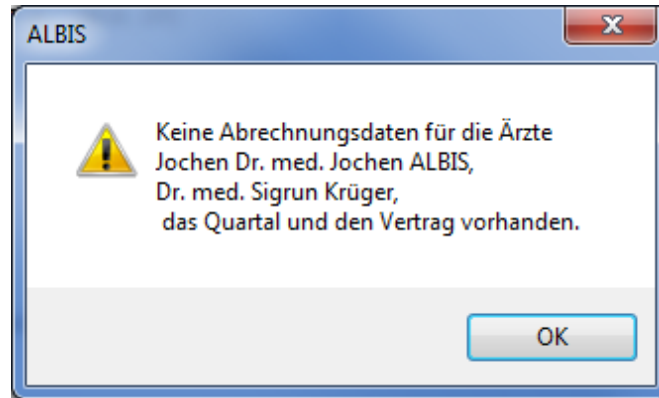 ALBIS
Keine Abrechnungsdaten für die Ärzte
Jochen Dr. med. Jochen ALBIS,
Dr. med. Sigrun Krüger,
das Quartal und den Vertrag vorhanden.
OK